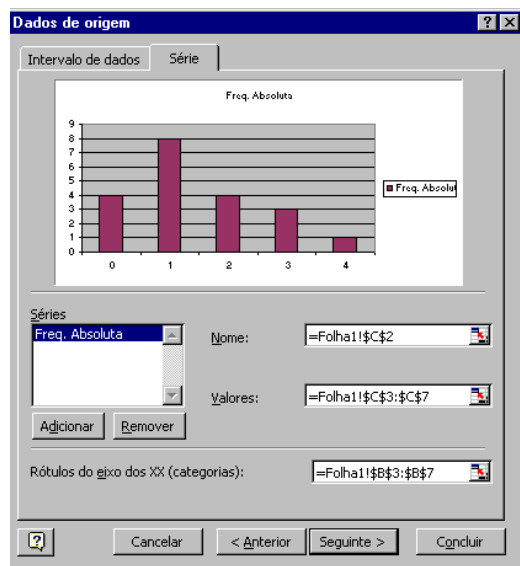 Dados de origem
Intervalo de dados Série
Freq. Absoluta
9
8
7
6
5
4
3
2
1
0
0 1 2 3 4
Freq. Absolut
Séries
Freq. Absoluta
Nome: =Folha1!$C$2
Valores: =Folha1!$C$3:$C$7
Adicionar Remover
Rótulos do eixo dos XX (categorias): =Folha1!$B$3:$B$7
Cancelar < Anterior Seguinte > Concluir